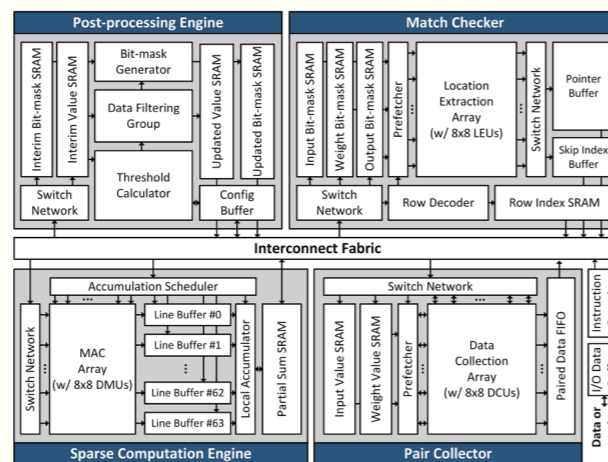 Post-processing Engine
Interim Bit-mask SRAM
Interim Value SRAM
Bit-mask
Generator
Data Filtering
Group
Threshold
Calculator
Updated Value SRAM
Updated Bit-mask SRAM
Switch
Network
Config
Buffer
Match Checker
Input Bit-mask SRAM
Weight Bit-mask SRAM
Output Bit-mask SRAM
Prefetcher
...
Location
Extraction
Array
(w/ 8x8 LEUs)
...
Switch Network
Pointer
Buffer
Skip Index
Buffer
Switch
Network
Row Decoder
Row Index SRAM
Interconnect Fabric
Accumulation Scheduler
...
Switch Network
MAC
Array
(w/ 8x8 DMUs)
Line Buffer #0
Line Buffer #1
...
Line Buffer #62
Line Buffer #63
Local Accumulator
Partial Sum SRAM
Sparse Computation Engine
Switch Network
...
Input Value SRAM
Weight Value SRAM
Prefetcher
...
Data
Collection
Array
(w/ 8x8 DCUs)
Paired Data FIFO
Pair Collector
Instruction
I/O Data
Data or